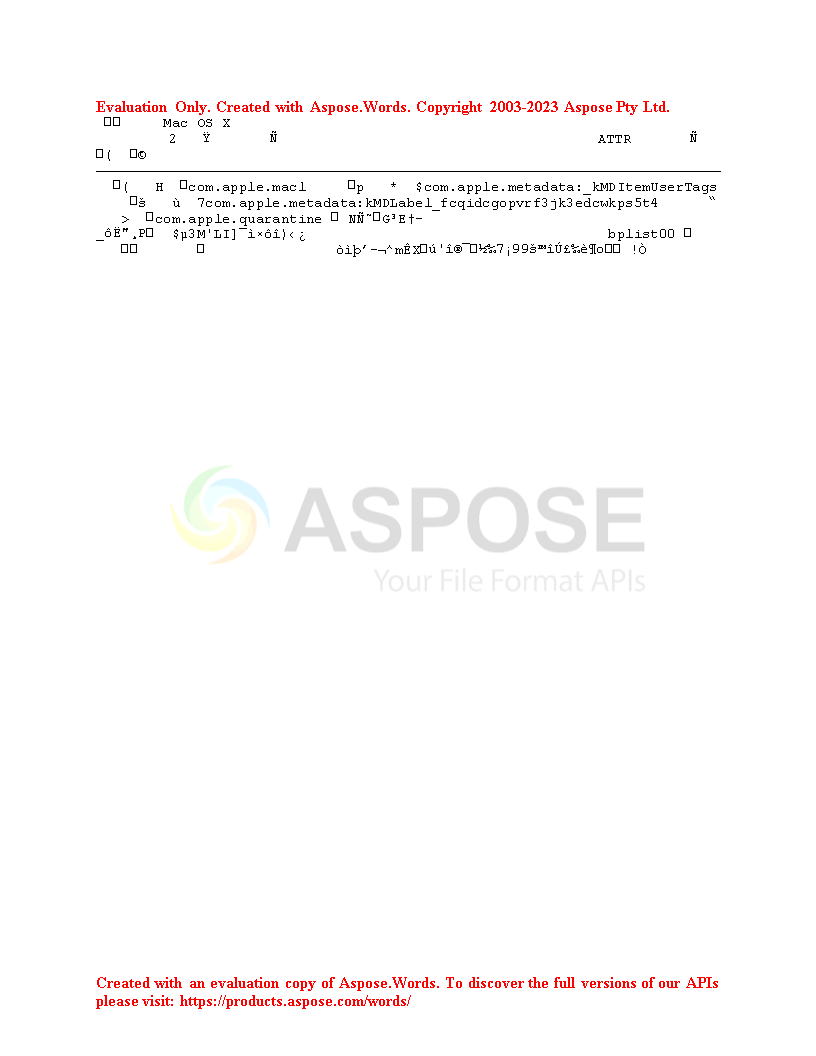 Evaluation Only. Created with Aspose.Words. Copyright 2003-2023 Aspose Pty Ltd.
Mac OS X
2 Ÿ Ñ ATTR Ñ
( ©
( H com.apple.macl p * $com.apple.metadata:_kMDItemUserTags
š ù 7com.apple.metadata:kMDLabel_fcqidcgopvrf3jk3edcwkps5t4 “
> com.apple.quarantine NÑ˜G³E†–
_ôË‟¸P $µ3M'LI]¯ì×ôî)‹¿ bplist00
òìþ’–¬^mÊXú'î®¯½‰7¡99š™îÚ£‰è¶o !Ò
ASPOSE
Your File Format APIs
Created with an evaluation copy of Aspose.Words. To discover the full versions of our APIs
please visit: https://products.aspose.com/words/